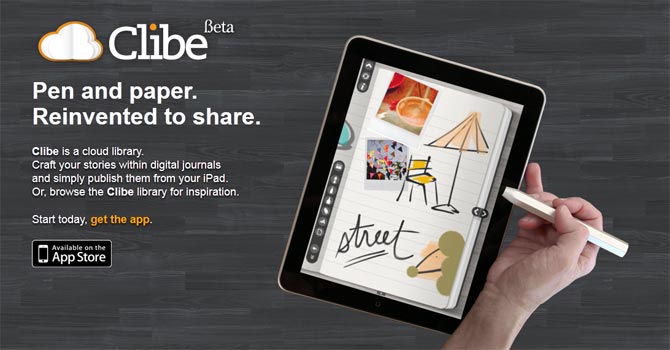 Clibe ßeta
Pen and paper.
Reinvented to share.
Clibe is a cloud library.
Craft your stories within digital journals
and simply publish them from your iPad.
Or, browse the Clibe library for inspiration.
Start today, get the app.
Available on the
App Store
street